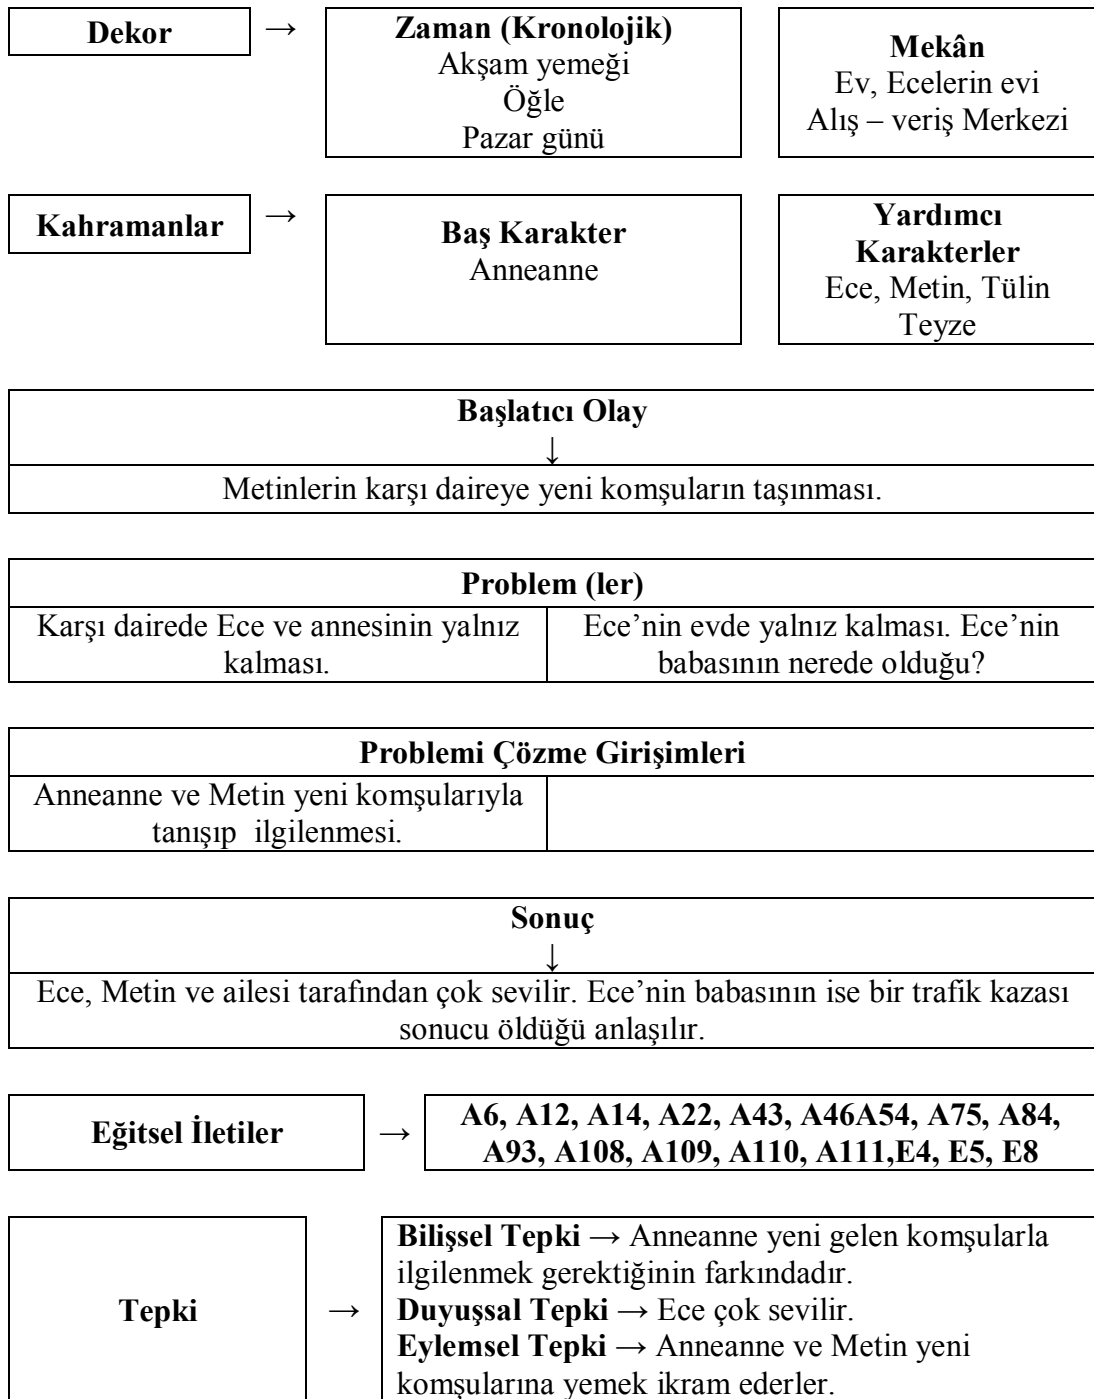 Dekor
→
Zaman (Kronolojik)
Akşam yemeği
Öğle
Pazar günü
Mekân
Ev, Ecelerin evi
Alış – veriş Merkezi
Kahramanlar
→
Baş Karakter
Anneanne
Yardımcı
Karakterler
Ece, Metin, Tülin
Teyze
Başlatıcı Olay
↓
Metinlerin karşı daireye yeni komşuların taşınması.
Problem (ler)
Karşı dairede Ece ve annesinin yalnız
kalması.
Ece’nin evde yalnız kalması. Ece’nin
babasının nerede olduğu?
Problemi Çözme Girişimleri
Anneanne ve Metin yeni komşularıyla
tanışıp ilgilenmesi.
Sonuç
↓
Ece, Metin ve ailesi tarafından çok sevilir. Ece’nin babasının ise bir trafik kazası
sonucu öldüğü anlaşılır.
Eğitsel İletiler
→
A6, A12, A14, A22, A43, A46A54, A75, A84,
A93, A108, A109, A110, A111,E4, E5, E8
Tepki
→
Bilişsel Tepki → Anneanne yeni gelen komşularla
ilgilenmek gerektiğinin farkındadır.
Duyuşsal Tepki → Ece çok sevilir.
Eylemsel Tepki → Anneanne ve Metin yeni
komşularına yemek ikram ederler.